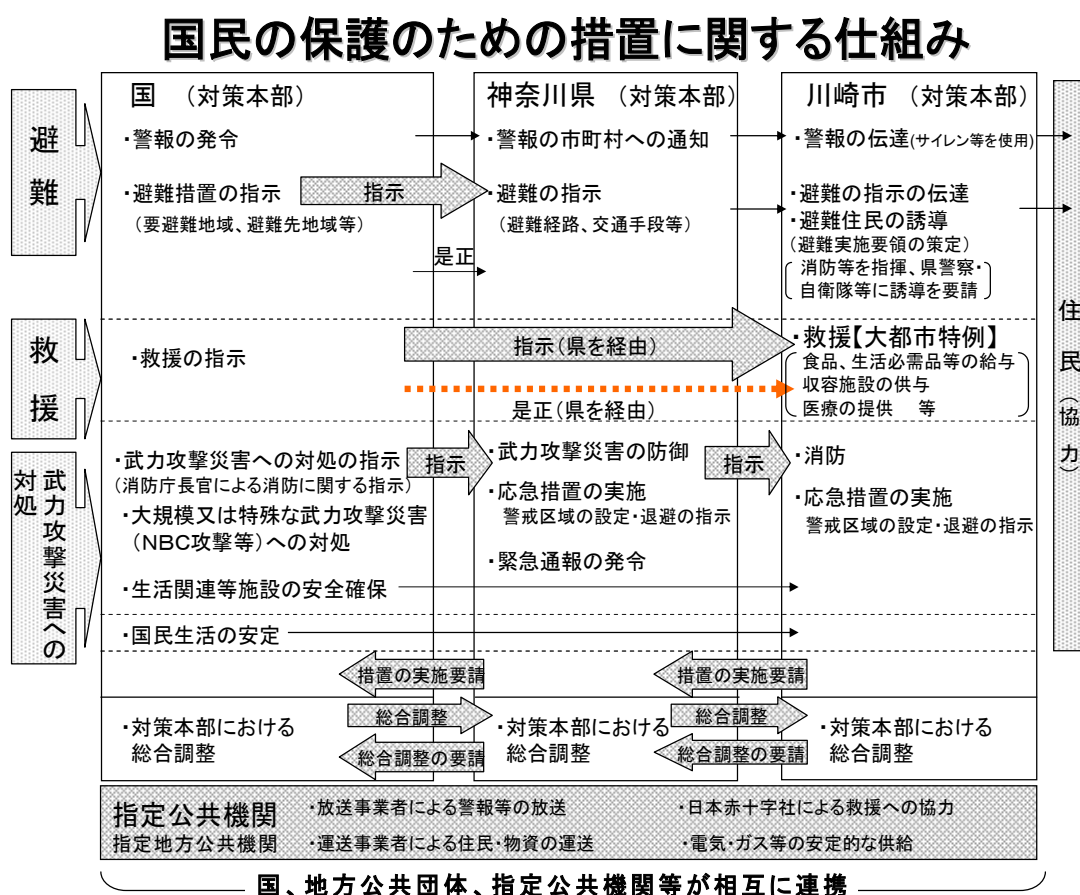 国民の保護のための措置に関する仕組み
避難
国 (対策本部)
・警報の発令
・避難措置の指示
(要避難地域、避難先地域等)
指示
是正
神奈川県 (対策本部)
・警報の市町村への通知
・避難の指示
(避難経路、交通手段等)
川崎市 (対策本部)
・警報の伝達(サイレン等を使用)
・避難の指示の伝達
・避難住民の誘導
(避難実施要領の策定)
消防等を指揮、県警察・
自衛隊等に誘導を要請
住民(協力)
救援
・救援の指示
指示(県を経由)
是正(県を経由)
・救援【大都市特例】
食品、生活必需品等の給与
収容施設の供与
医療の提供 等
武力攻撃災害への
対処
・武力攻撃災害への対処の指示
(消防庁長官による消防に関する指示)
・大規模又は特殊な武力攻撃災害
(NBC攻撃等)への対処
・生活関連等施設の安全確保
・国民生活の安定
指示
・武力攻撃災害の防御
・応急措置の実施
警戒区域の設定・退避の指示
・緊急通報の発令
指示
・消防
・応急措置の実施
警戒区域の設定・退避の指示
措置の実施要請
措置の実施要請
・対策本部における
総合調整
総合調整
総合調整の要請
・対策本部における
総合調整
総合調整
総合調整の要請
・対策本部における
総合調整
指定公共機関
指定地方公共機関
・放送事業者による警報等の放送
・運送事業者による住民・物資の運送
・日本赤十字社による救援への協力
・電気・ガス等の安定的な供給
国、地方公共団体、指定公共機関等が相互に連携